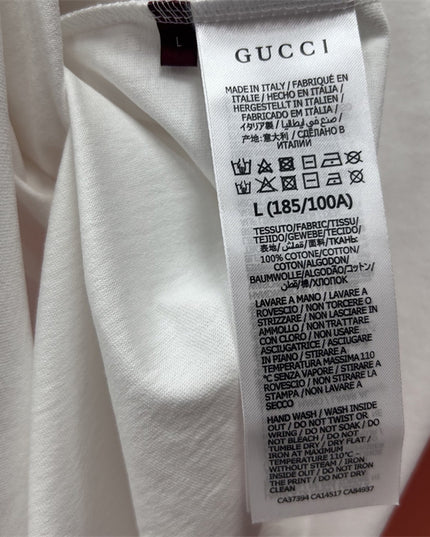 L
GUCCI
MADE IN ITALY / FABRIQUÉ EN
ITALIE / HECHO EN ITALIA /
HERGESTELLT IN ITALIEN /
FABRICADO EM ITALIA /
イタリア製 / صنع في إيطاليا /
产地:意大利 / СДЕЛАНО В
ИТАЛИИ
L (185/100A)
TESSUTO/FABRIC/TISSU/
TEJIDO/GEWEBE/TECIDO/
表地/قماش/面料/ТКАНЬ:
100% COTONE/COTTON/
COTON/ALGODON/
BAUMWOLLE/ALGODÃO/コットン/
قطن/棉/ХЛОПОК
LAVARE A MANO / LAVARE A
ROVESCIO / NON TORCERE O
STRIZZARE / NON LASCIARE IN
AMMOLLO / NON TRATTARE
CON CLORO / NON USARE
ASCIUGATRICE / ASCIUGARE
IN PIANO / STIRARE A
TEMPERATURA MASSIMA 110
°C SENZA VAPORE / STIRARE A
ROVESCIO / NON STIRARE LA
STAMPA /NON LAVARE A
SECCO
HAND WASH / WASH INSIDE
OUT / DO NOT TWIST OR
WRING / DO NOT SOAK / DO
NOT BLEACH / DO NOT
TUMBLE DRY / DRY FLAT /
IRON AT MAXIMUM
TEMPERATURE 110°C
WITHOUT STEAM / IRON
INSIDE OUT / DO NOT IRON
THE PRINT / DO NOT DRY
CLEAN
CA37394 CA14517 CA84937